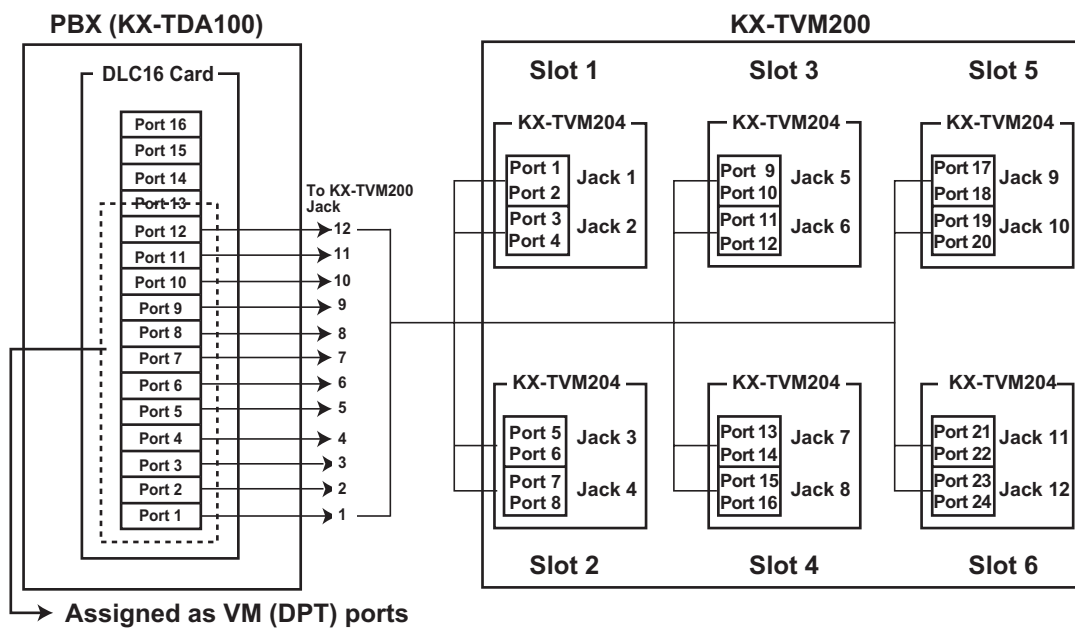 PBX (KX-TDA100)
DLC16 Card
Port 16
Port 15
Port 14
Port 13
Port 12
Port 11
Port 10
Port 9
Port 8
Port 7
Port 6
Port 5
Port 4
Port 3
Port 2
Port 1
To KX-TVM200
Jack
12
11
10
9
8
7
6
5
4
3
2
1
Assigned as VM (DPT) ports
KX-TVM200
Slot 1
KX-TVM204
Port 1
Port 2
Jack 1
Port 3
Port 4
Jack 2
Slot 3
KX-TVM204
Port 9
Port 10
Jack 5
Port 11
Port 12
Jack 6
Slot 5
KX-TVM204
Port 17
Port 18
Jack 9
Port 19
Port 20
Jack 10
KX-TVM204
Port 5
Port 6
Jack 3
Port 7
Port 8
Jack 4
Slot 2
KX-TVM204
Port 13
Port 14
Jack 7
Port 15
Port 16
Jack 8
Slot 4
KX-TVM204
Port 21
Port 22
Jack 11
Port 23
Port 24
Jack 12
Slot 6